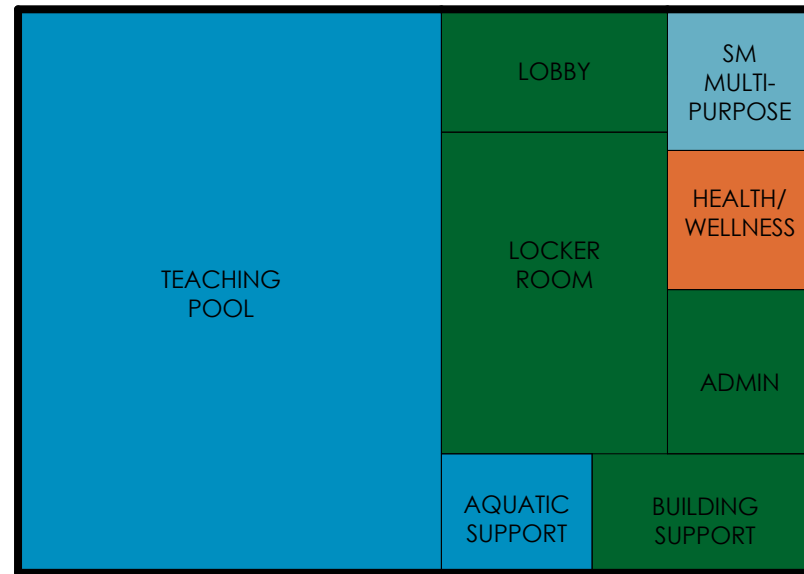 LOBBY
SM
MULTI-
PURPOSE
HEALTH/
WELLNESS
TEACHING
POOL
LOCKER
ROOM
ADMIN
AQUATIC
SUPPORT
BUILDING
SUPPORT